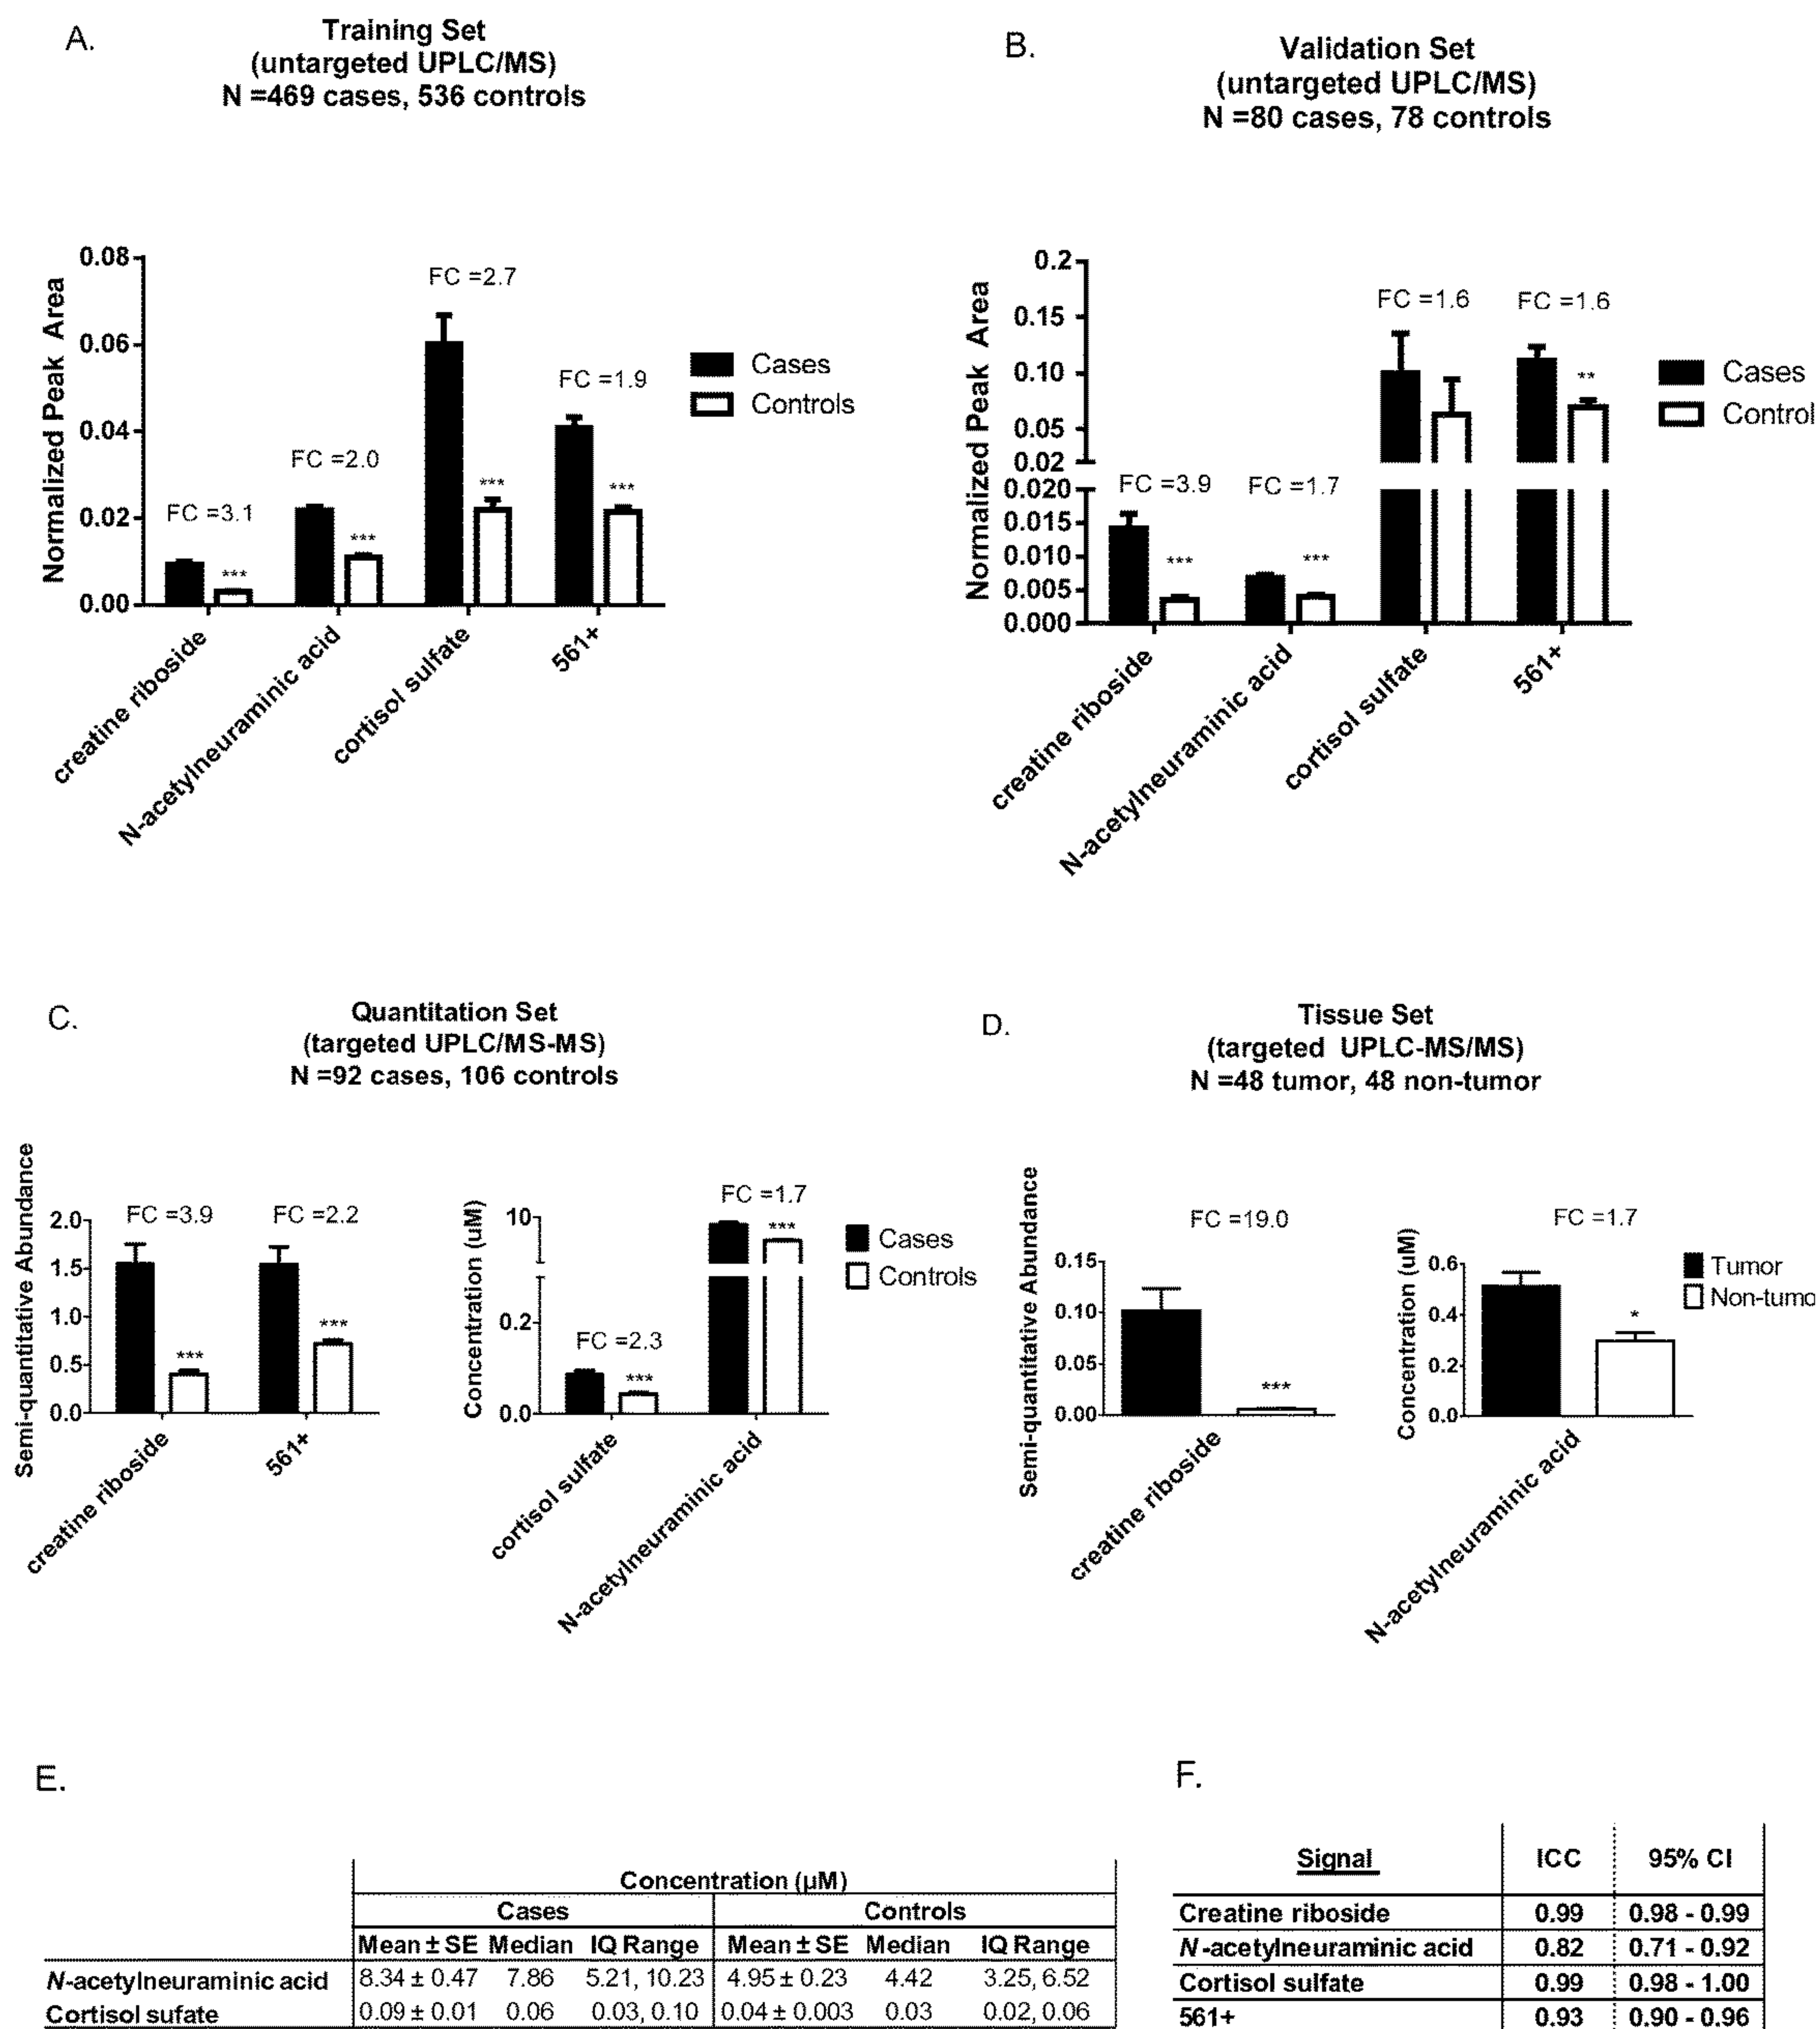 A.
Training Set
(untargeted UPLC/MS)
N =469 cases, 536 controls
Normalized Peak Area
0.08
0.06
0.04
0.02
0.00
FC =3.1
FC =2.0
FC =2.7
FC =1.9
***
***
***
***
Cases
Controls
creatine riboside
N-acetylneuraminic acid
cortisol sulfate
561+
B.
Validation Set
(untargeted UPLC/MS)
N =80 cases, 78 controls
Normalized Peak Area
0.2
0.15
0.10
0.05
0.02
0.020
0.015
0.010
0.005
0.000
FC =3.9
FC =1.7
FC =1.6
FC =1.6
***
***
**
Cases
Control
creatine riboside
N-acetylneuraminic acid
cortisol sulfate
561+
C.
Quantitation Set
(targeted UPLC/MS-MS)
N =92 cases, 106 controls
Semi-quantitative Abundance
2.0
1.5
1.0
0.5
0.0
FC =3.9
FC =2.2
***
***
creatine riboside
561+
Concentration (uM)
10
0.2
0.0
FC =2.3
FC =1.7
***
***
Cases
Controls
cortisol sulfate
N-acetylneuraminic acid
D.
Tissue Set
(targeted UPLC-MS/MS)
N =48 tumor, 48 non-tumor
Semi-quantitative Abundance
0.15
0.10
0.05
0.00
FC =19.0
***
creatine riboside
Concentration (uM)
0.6
0.4
0.2
0.0
FC =1.7
*
Tumor
Non-tumo
N-acetylneuraminic acid
E.
Concentration (µM)
Cases Controls
Mean ± SE Median IQ Range Mean ± SE Median IQ Range
N-acetylneuraminic acid 8.34 ± 0.47 7.86 5.21, 10.23 4.95 ± 0.23 4.42 3.25, 6.52
Cortisol sufate 0.09 ± 0.01 0.06 0.03, 0.10 0.04 ± 0.003 0.03 0.02, 0.06
F.
Signal ICC 95% CI
Creatine riboside 0.99 0.98 - 0.99
N-acetylneuraminic acid 0.82 0.71 - 0.92
Cortisol sulfate 0.99 0.98 - 1.00
561+ 0.93 0.90 - 0.96